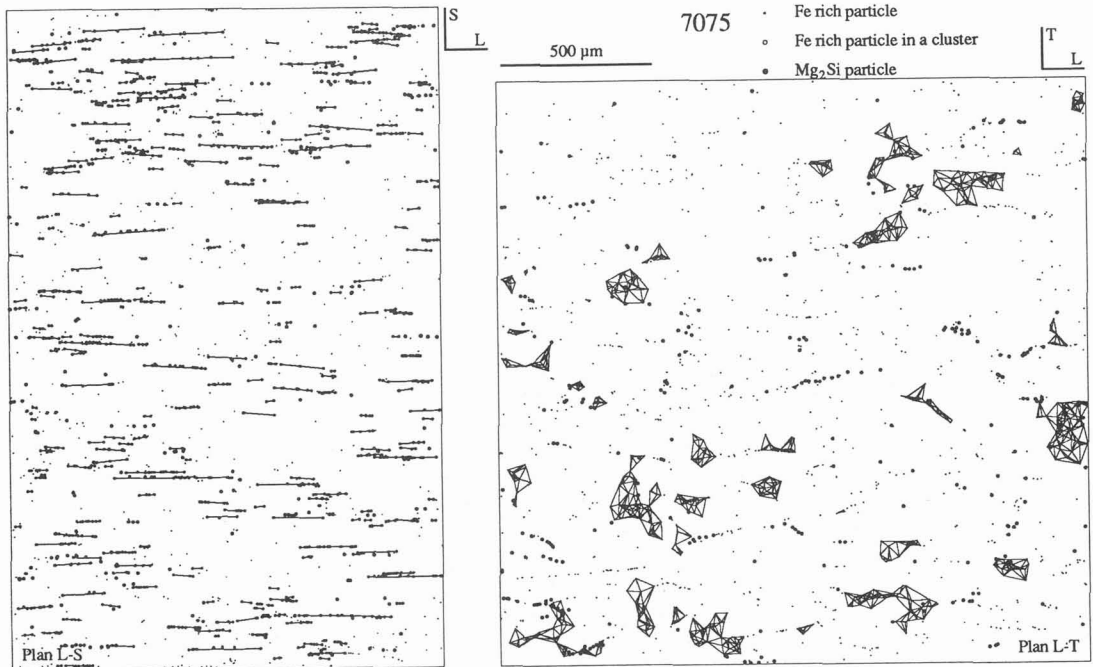 S
L
7075
500 µm
Fe rich particle
Fe rich particle in a cluster
Mg₂Si particle
T
L
Plan L-S
Plan L-T